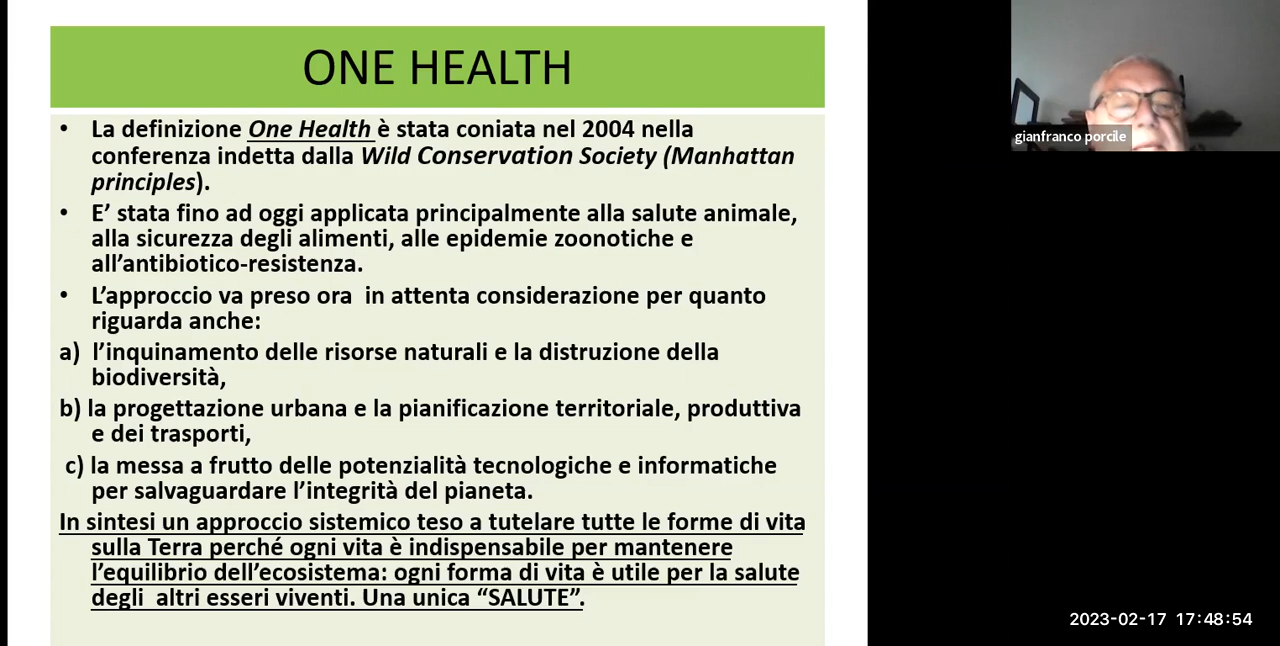 ONE HEALTH
• La definizione One Health è stata coniata nel 2004 nella
conferenza indetta dalla Wild Conservation Society (Manhattan
principles).
• E’ stata fino ad oggi applicata principalmente alla salute animale,
alla sicurezza degli alimenti, alle epidemie zoonotiche e
all’antibiotico-resistenza.
• L’approccio va preso ora  in attenta considerazione per quanto
riguarda anche:
a) l’inquinamento delle risorse naturali e la distruzione della
biodiversità,
b) la progettazione urbana e la pianificazione territoriale, produttiva
e dei trasporti,
c) la messa a frutto delle potenzialità tecnologiche e informatiche
per salvaguardare l’integrità del pianeta.
In sintesi un approccio sistemico teso a tutelare tutte le forme di vita
sulla Terra perché ogni vita è indispensabile per mantenere
l’equilibrio dell’ecosistema: ogni forma di vita è utile per la salute
degli  altri esseri viventi. Una unica “SALUTE”.
gianfranco porcile
2023-02-17 17:48:54